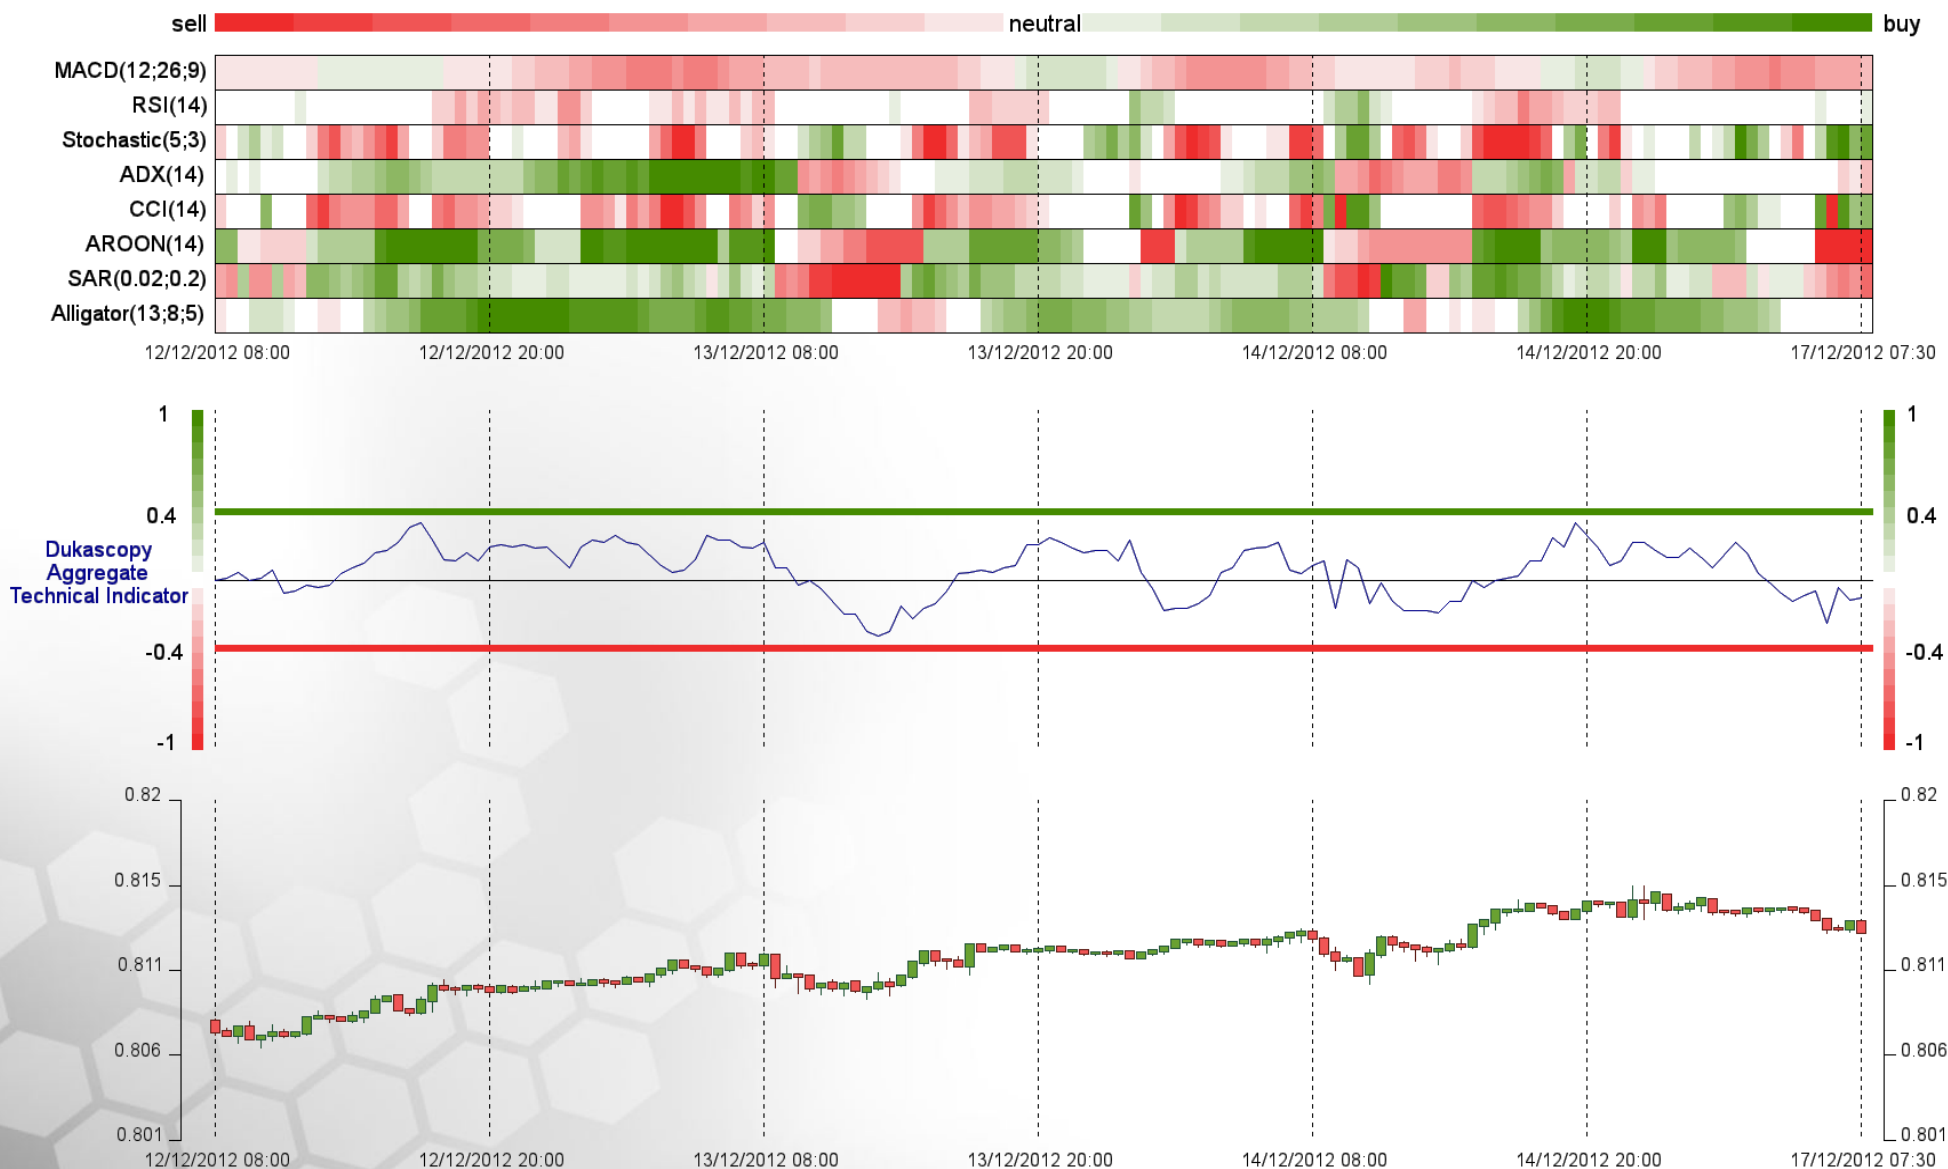 sell neutral buy
MACD(12;26;9)
RSI(14)
Stochastic(5;3)
ADX(14)
CCI(14)
AROON(14)
SAR(0.02;0.2)
Alligator(13;8;5)
12/12/2012 08:00 12/12/2012 20:00 13/12/2012 08:00 13/12/2012 20:00 14/12/2012 08:00 14/12/2012 20:00 17/12/2012 07:30
1 1
0.4 0.4
Dukascopy
Aggregate
Technical Indicator
-0.4 -0.4
-1 -1
0.82 0.82
0.815 0.815
0.811 0.811
0.806 0.806
0.801 0.801
12/12/2012 08:00 12/12/2012 20:00 13/12/2012 08:00 13/12/2012 20:00 14/12/2012 08:00 14/12/2012 20:00 17/12/2012 07:30